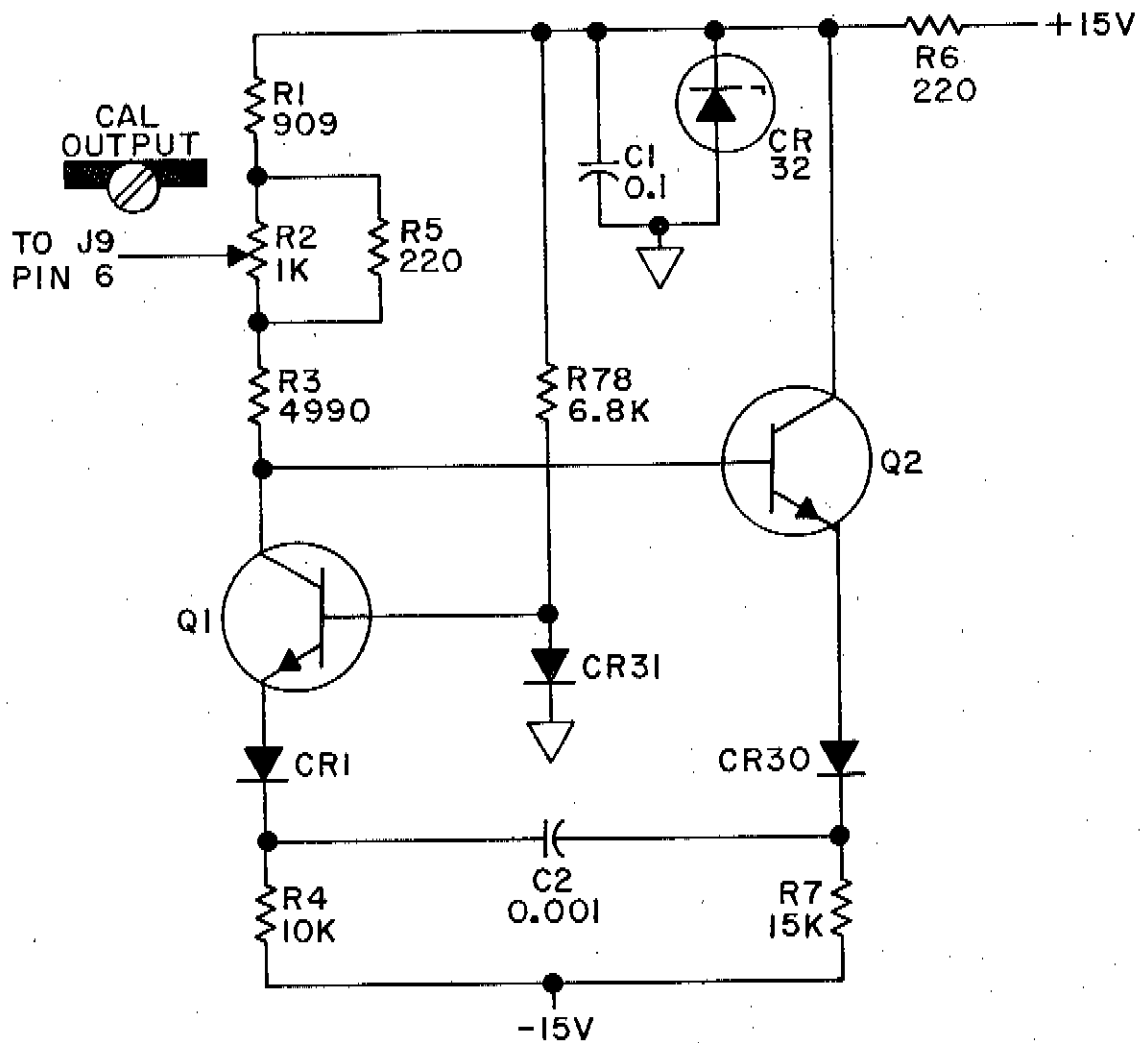 +15V
R6
220
R1
909
CAL
OUTPUT
CR
32
C1
0.1
TO J9
PIN 6
R2
1K
R5
220
R3
4990
R78
6.8K
Q2
Q1
CR31
CR1
CR30
C2
0.001
R4
10K
R7
15K
-15V